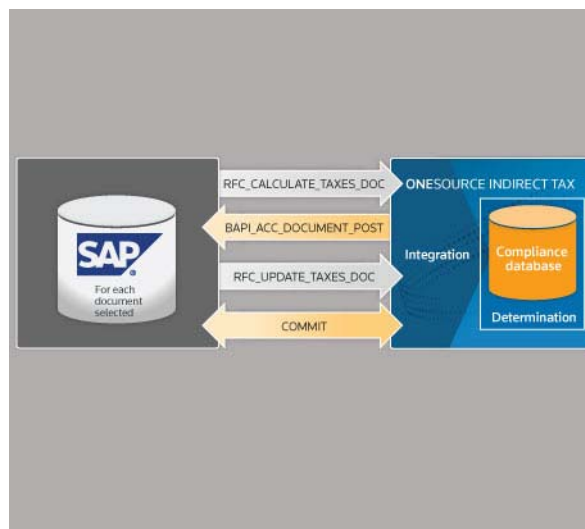 RFC_CALCULATE_TAXES_DOC
ONESOURCE INDIRECT TAX
BAPI_ACC_DOCUMENT_POST
SAP
®
For each
document
selected
Integration
Compliance
database
RFC_UPDATE_TAXES_DOC
Determination
COMMIT